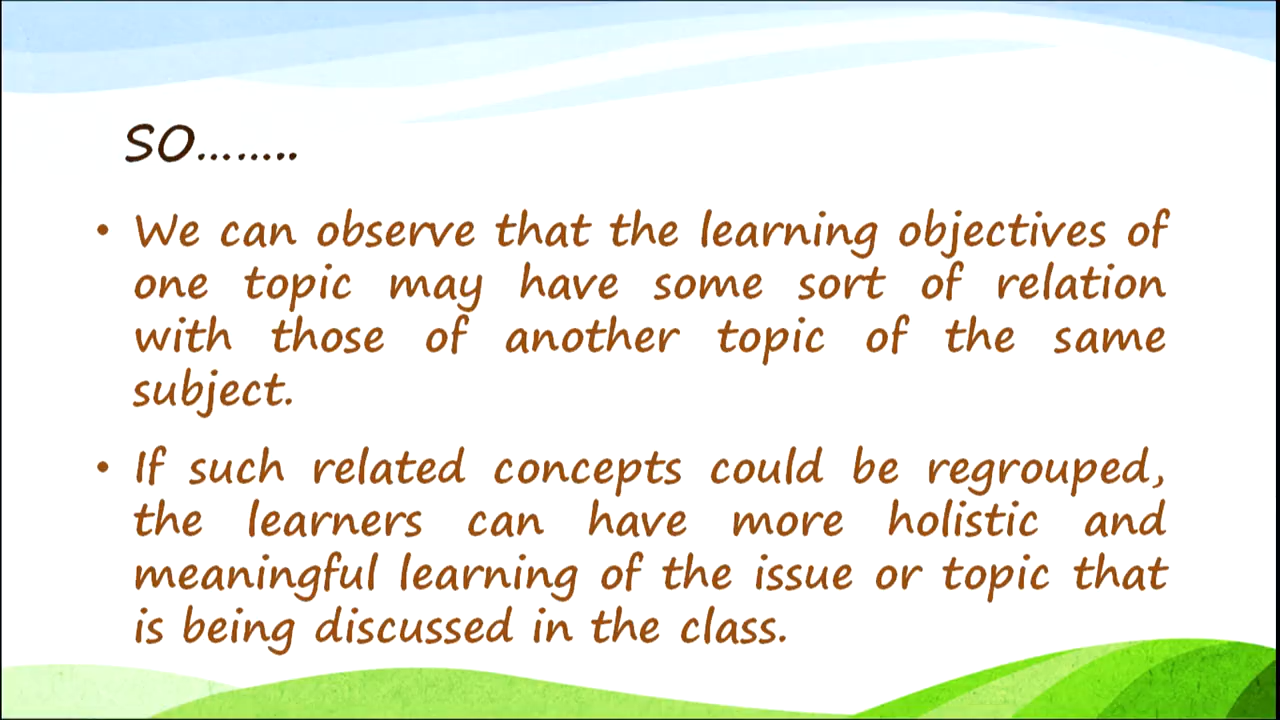 SO........
• We can observe that the learning objectives of
one topic may have some sort of relation
with those of another topic of the same
subject.
• If such related concepts could be regrouped,
the learners can have more holistic and
meaningful learning of the issue or topic that
is being discussed in the class.